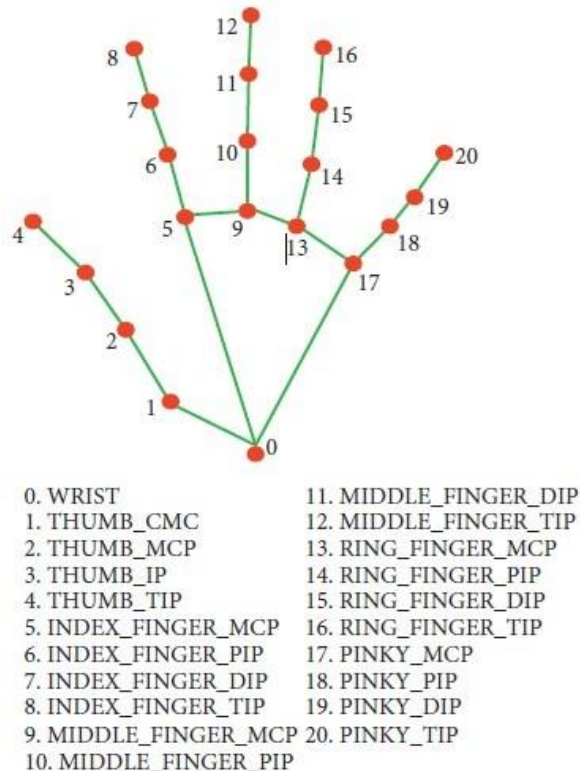 12
8
16
11
7
15
10
6
14
20
19
4
5
9
13
18
3
17
2
1
0
0. WRIST
1. THUMB_CMC
2. THUMB_MCP
3. THUMB_IP
4. THUMB_TIP
5. INDEX_FINGER_MCP
6. INDEX_FINGER_PIP
7. INDEX_FINGER_DIP
8. INDEX_FINGER_TIP
9. MIDDLE_FINGER_MCP
10. MIDDLE_FINGER_PIP
11. MIDDLE_FINGER_DIP
12. MIDDLE_FINGER_TIP
13. RING_FINGER_MCP
14. RING_FINGER_PIP
15. RING_FINGER_DIP
16. RING_FINGER_TIP
17. PINKY_MCP
18. PINKY_PIP
19. PINKY_DIP
20. PINKY_TIP